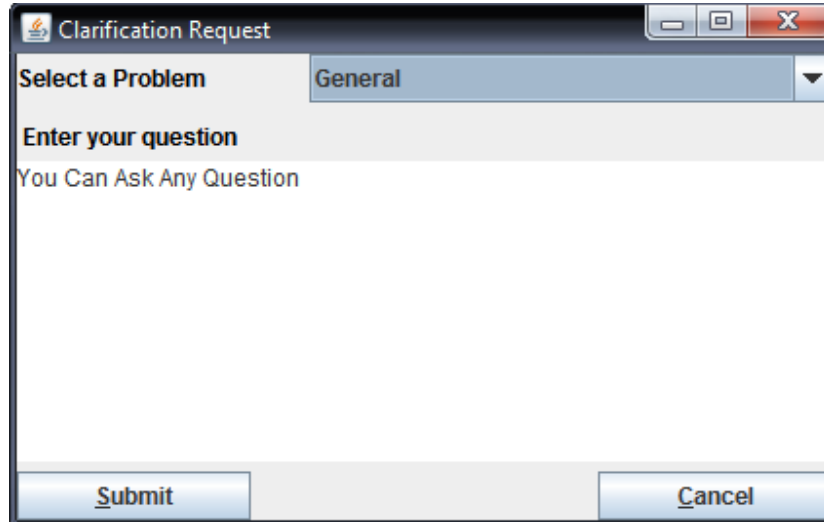 Clarification Request
Select a Problem General
Enter your question
You Can Ask Any Question
Submit Cancel